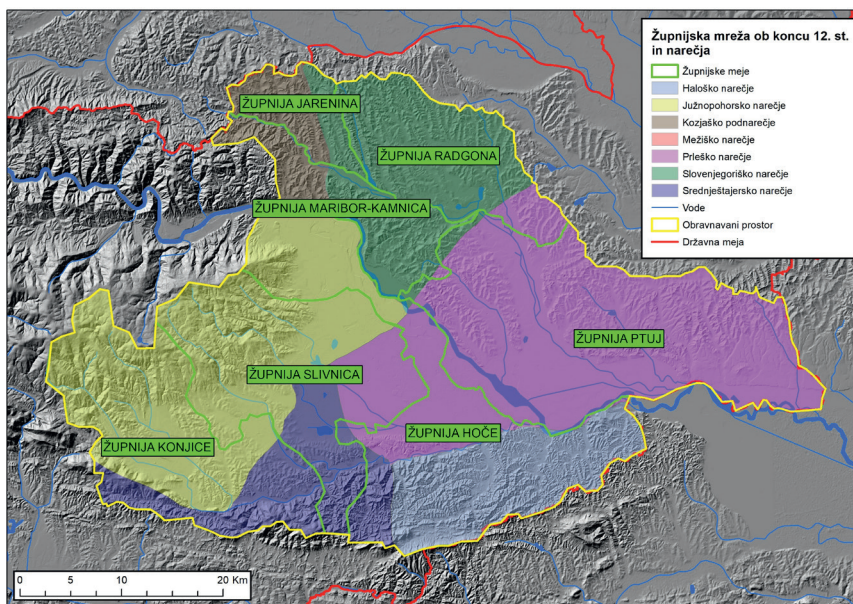 Župnijska mreža ob koncu 12. st.
in narečja
Župnijske meje
Haloško narečje
Južnopohorsko narečje
Kozjaško podnarečje
Mežiško narečje
Prleško narečje
Slovenjegoriško narečje
Srednještajersko narečje
Vode
Obravnavani prostor
Državna meja
ŽUPNIJA JARENINA
ŽUPNIJA RADGONA
ŽUPNIJA MARIBOR-KAMNICA
ŽUPNIJA PTUJ
ŽUPNIJA SLIVNICA
ŽUPNIJA HOČE
ŽUPNIJA KONJICE
0 5 10 20 Km